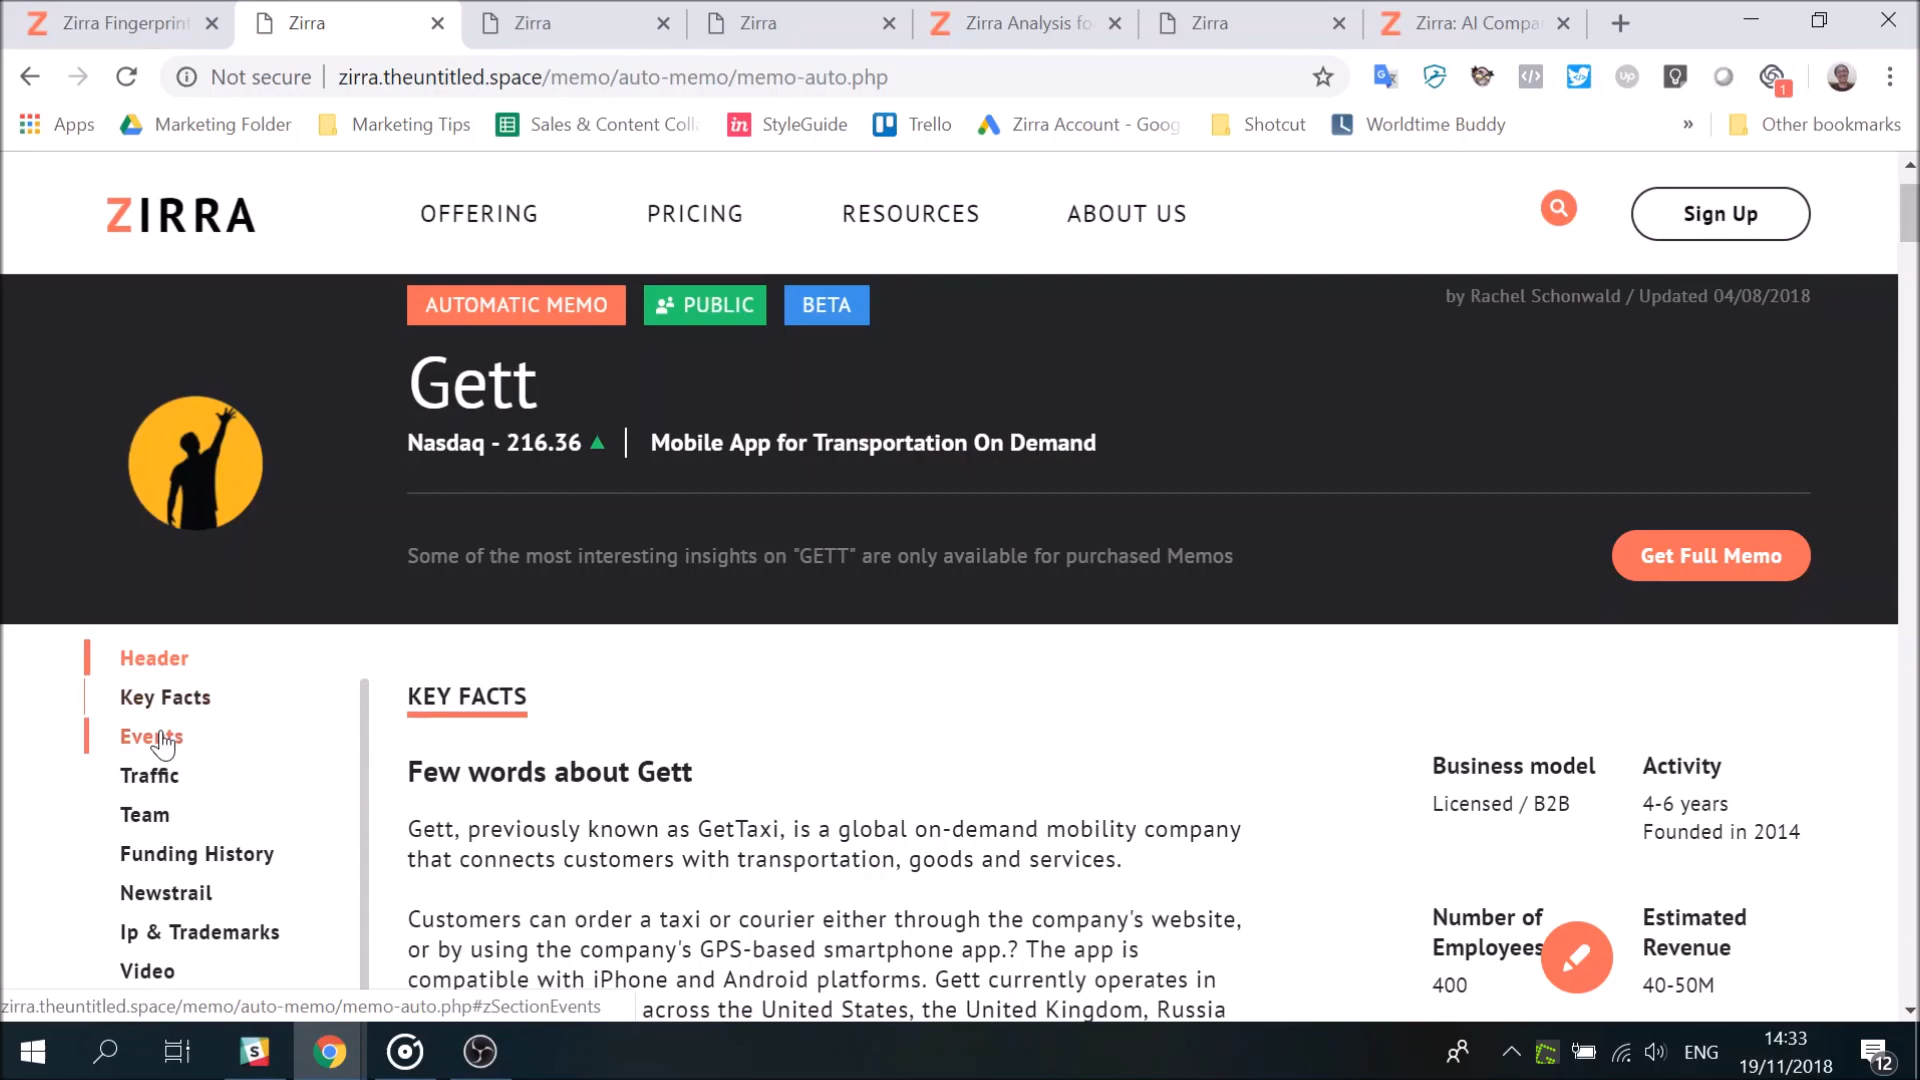 Zirra Fingerprint
Zirra
Zirra
Zirra
Zirra Analysis fo
Zirra
Zirra: AI Compa
Not secure | zirra.theuntitled.space/memo/auto-memo/memo-auto.php
Up
1
Apps
Marketing Folder
Marketing Tips
Sales & Content Coll
in StyleGuide
Trello
Zirra Account - Goog
Shotcut
Worldtime Buddy
»
Other bookmarks
ZIRRA
OFFERING
PRICING
RESOURCES
ABOUT US
Sign Up
AUTOMATIC MEMO
PUBLIC
BETA
by Rachel Schonwald / Updated 04/08/2018
Gett
Nasdaq - 216.36 ▲ | Mobile App for Transportation On Demand
Some of the most interesting insights on "GETT" are only available for purchased Memos
Get Full Memo
Header
Key Facts
Events
Traffic
Team
Funding History
Newstrail
Ip & Trademarks
Video
KEY FACTS
Few words about Gett
Gett, previously known as GetTaxi, is a global on-demand mobility company
that connects customers with transportation, goods and services.
Customers can order a taxi or courier either through the company's website,
or by using the company's GPS-based smartphone app.? The app is
compatible with iPhone and Android platforms. Gett currently operates in
across the United States, the United Kingdom, Russia
Business model
Licensed / B2B
Activity
4-6 years
Founded in 2014
Number of
Employees
400
Estimated
Revenue
40-50M
zirra.theuntitled.space/memo/auto-memo/memo-auto.php#zSectionEvents
ENG
14:33
19/11/2018
12